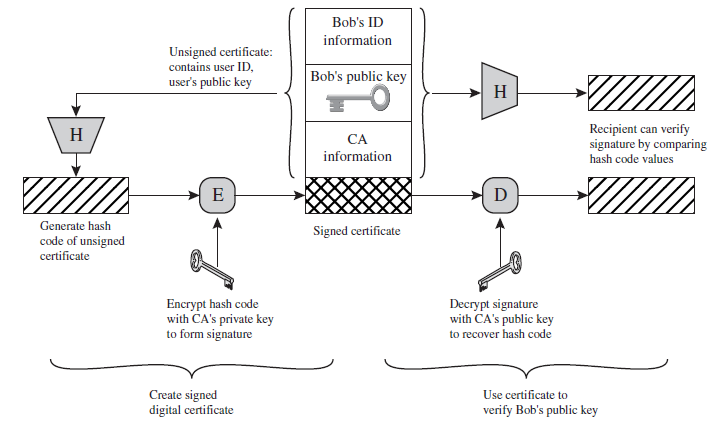 Bob's ID
information
Unsigned certificate:
contains user ID,
user's public key
Bob's public key
H
H
CA
information
Recipient can verify
signature by comparing
hash code values
E
D
Generate hash
code of unsigned
certificate
Signed certificate
Encrypt hash code
with CA's private key
to form signature
Decrypt signature
with CA's public key
to recover hash code
Create signed
digital certificate
Use certificate to
verify Bob's public key